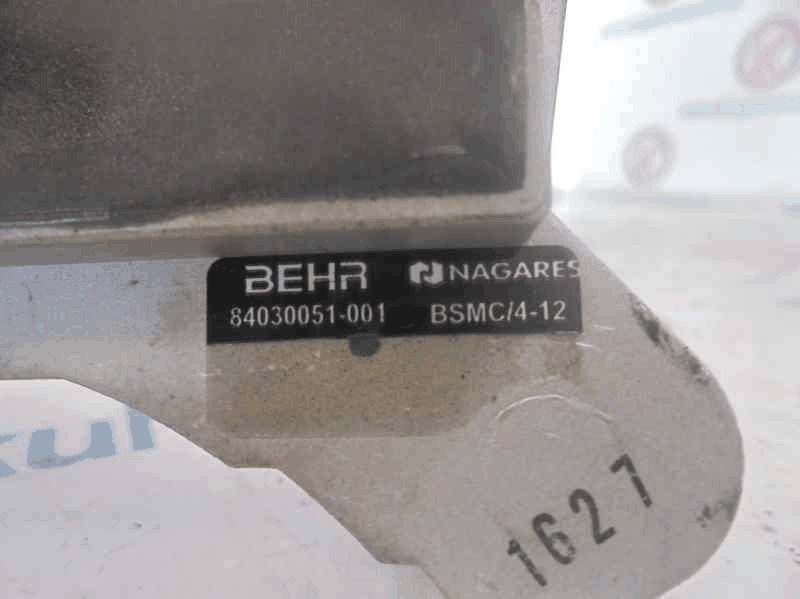 BEHR NAGARES
84030051-001 BSMC/4-12
1627